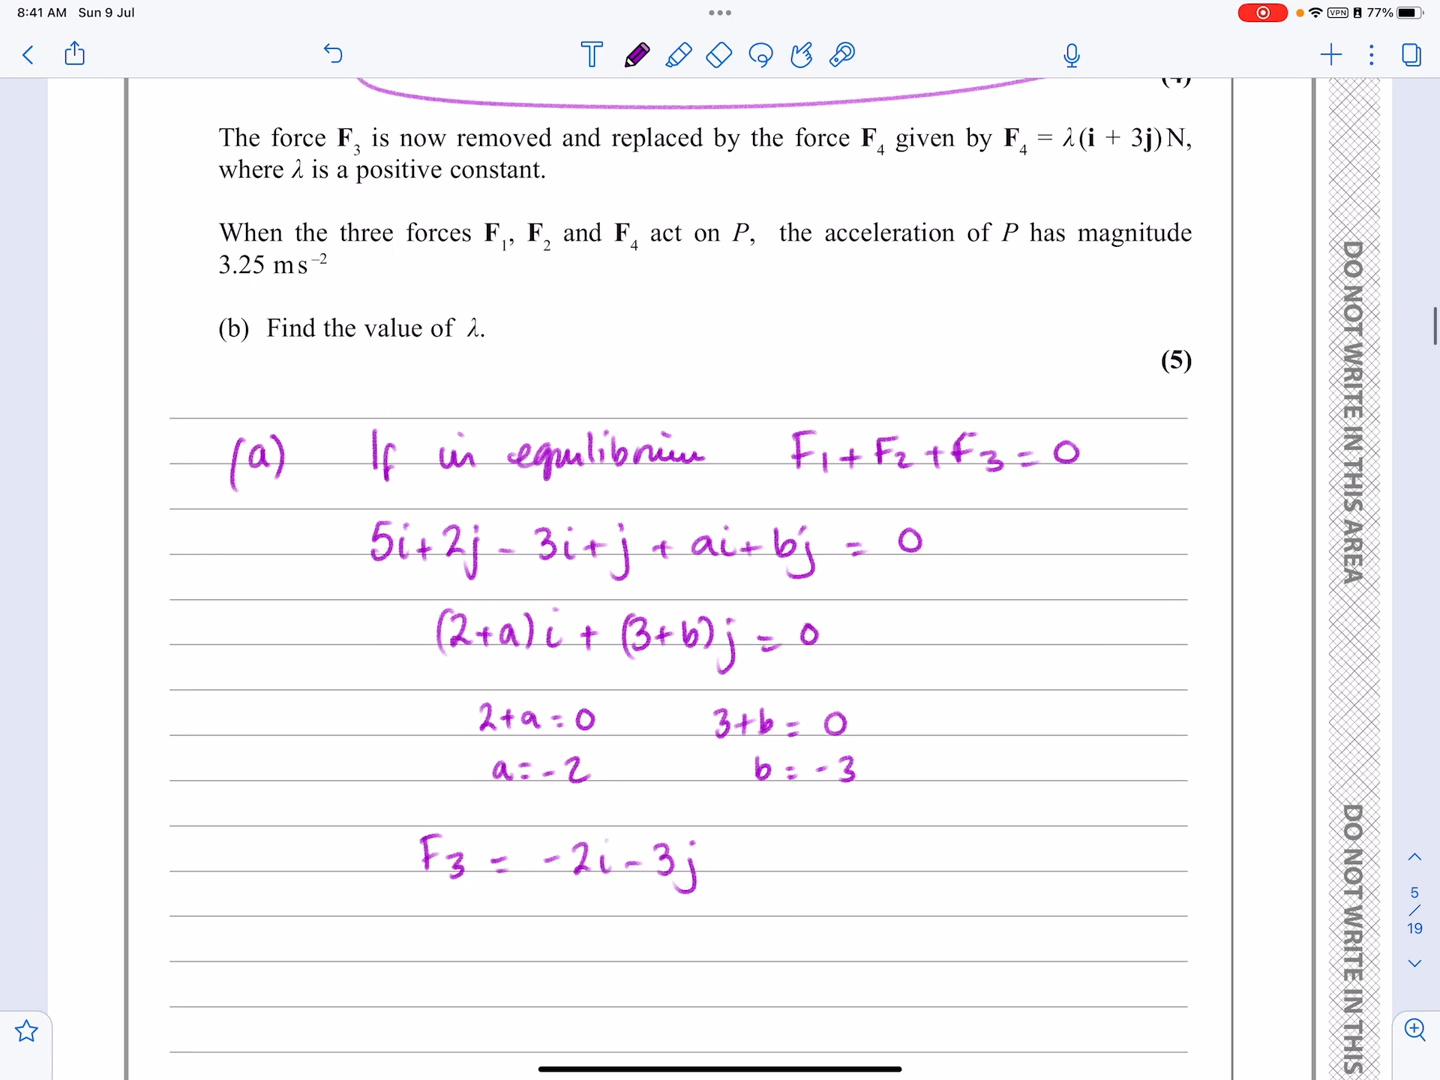 8:41 AM Sun 9 Jul
VPN 77%
(4)
The force F₃ is now removed and replaced by the force F₄ given by F₄ = λ(i + 3j) N,
where λ is a positive constant.
When the three forces F₁, F₂ and F₄ act on P, the acceleration of P has magnitude
3.25 m s⁻²
(b) Find the value of λ.
(5)
(a) If in equilibrium F₁ + F₂ + F₃ = 0
5i + 2j - 3i + j + ai + bj = 0
(2+a)i + (3+b)j = 0
2+a = 0 3+b = 0
a = -2 b = -3
F₃ = -2i - 3j
DO NOT WRITE IN THIS AREA
DO NOT WRITE IN THIS
5
/
19